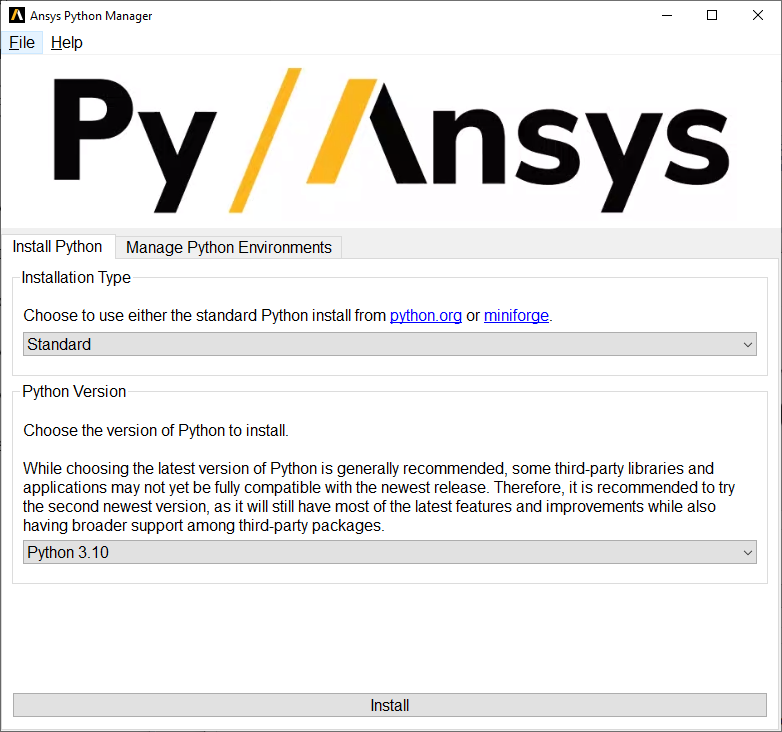 Ansys Python Manager
File Help
Py Ansys
Install Python Manage Python Environments
Installation Type
Choose to use either the standard Python install from python.org or miniforge.
Standard
Python Version
Choose the version of Python to install.
While choosing the latest version of Python is generally recommended, some third-party libraries and
applications may not yet be fully compatible with the newest release. Therefore, it is recommended to try
the second newest version, as it will still have most of the latest features and improvements while also
having broader support among third-party packages.
Python 3.10
Install